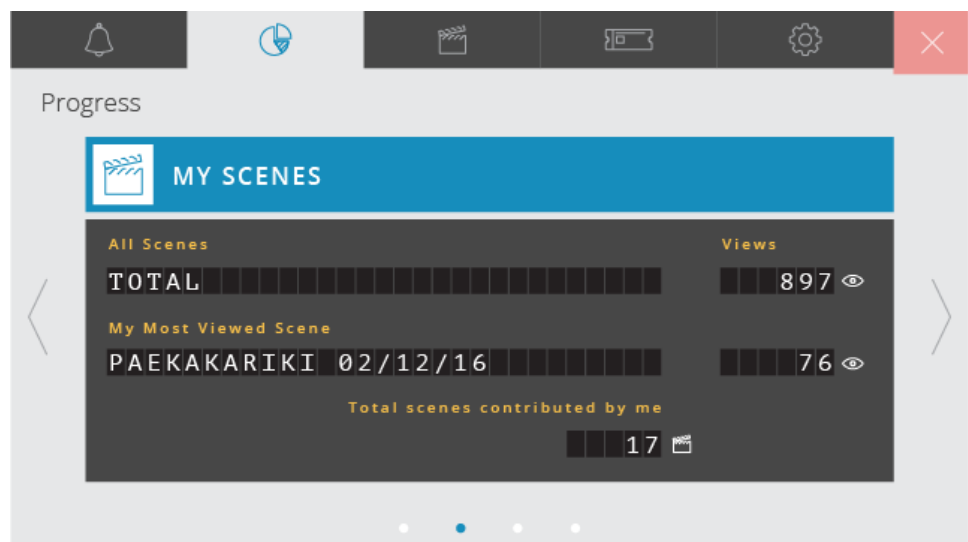 Progress
MY SCENES
All Scenes Views
TOTAL 897
My Most Viewed Scene
PAEKAKARIKI 02/12/16 76
Total scenes contributed by me
17